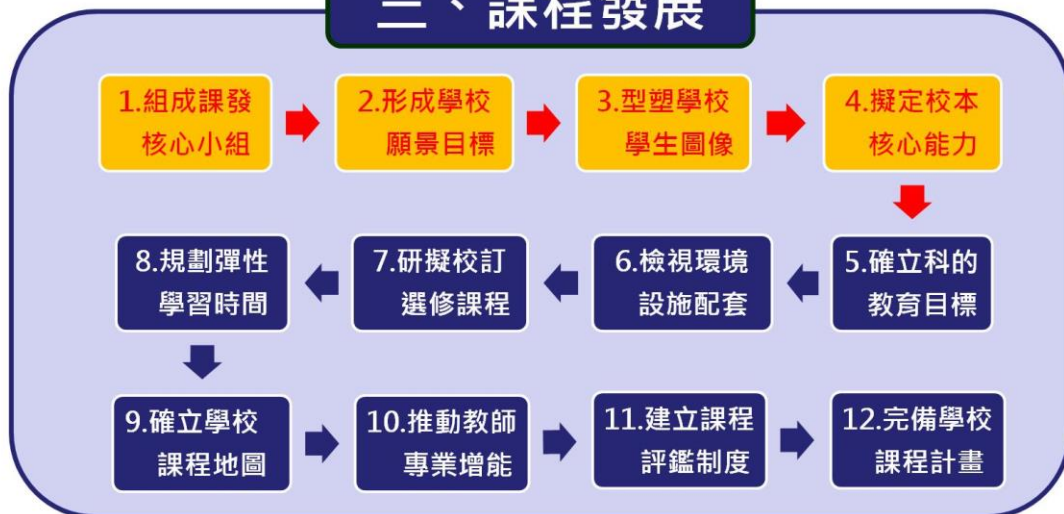 三、課程發展
1.組成課發
核心小組
2.形成學校
願景目標
3.型塑學校
學生圖像
4.擬定校本
核心能力
5.確立科的
教育目標
6.檢視環境
設施配套
7.研擬校訂
選修課程
8.規劃彈性
學習時間
9.確立學校
課程地圖
10.推動教師
專業增能
11.建立課程
評鑑制度
12.完備學校
課程計畫